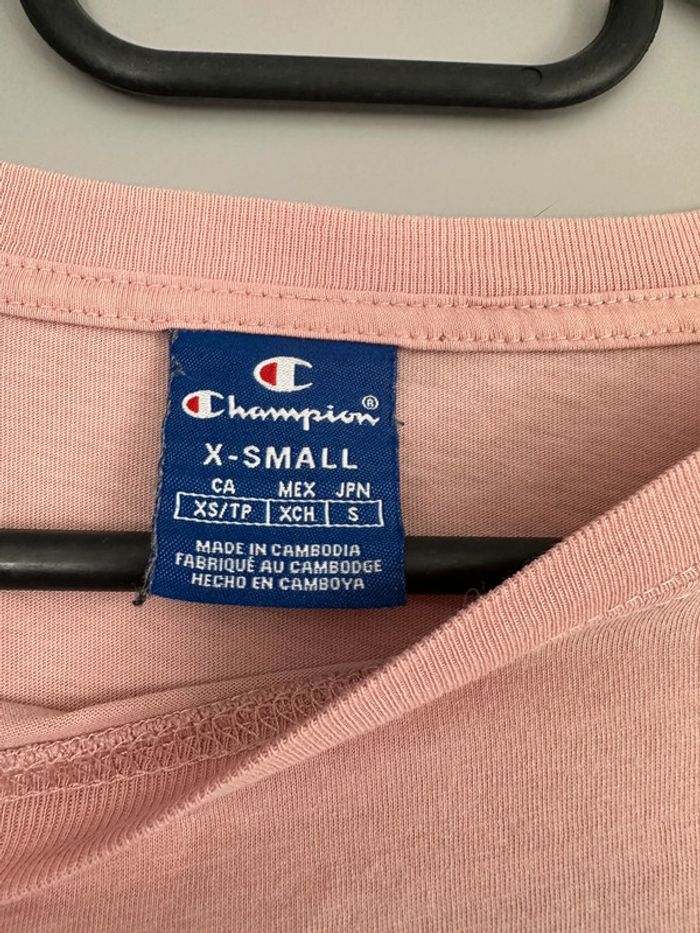 Champion®
X-SMALL
CA MEX JPN
XS/TP XCH S
MADE IN CAMBODIA
FABRIQUÉ AU CAMBODGE
HECHO EN CAMBOYA